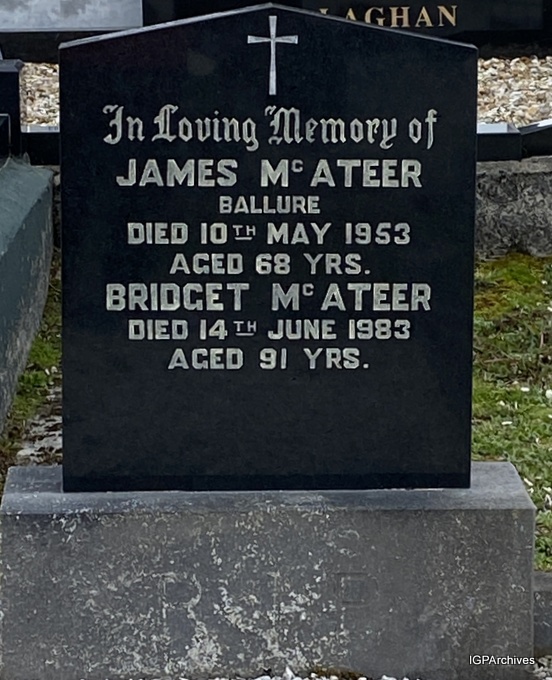 LAGHAN
In Loving Memory of
JAMES McATEER
BALLURE
DIED 10TH MAY 1953
AGED 68 YRS.
BRIDGET McATEER
DIED 14TH JUNE 1983
AGED 91 YRS.
R I P
IGPArchives